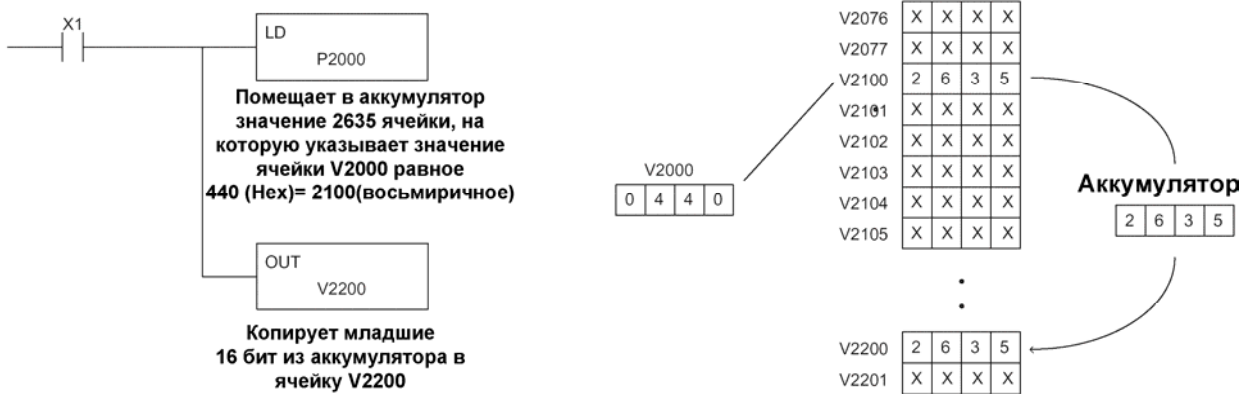 X1
LD
P2000
Помещает в аккумулятор
значение 2635 ячейки, на
которую указывает значение
ячейки V2000 равное
440 (Hex)= 2100(восьмиричное)
OUT
V2200
Копирует младшие
16 бит из аккумулятора в
ячейку V2200
V2000
0 4 4 0
V2076 X X X X
V2077 X X X X
V2100 2 6 3 5
V2101 X X X X
V2102 X X X X
V2103 X X X X
V2104 X X X X
V2105 X X X X
V2200 2 6 3 5
V2201 X X X X
Аккумулятор
2 6 3 5